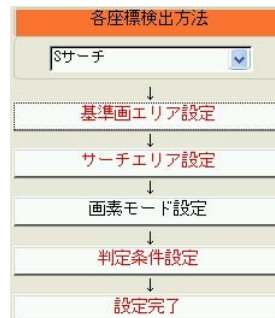 各座標検出方法
Sサーチ
↓
基準画エリア設定
↓
サーチエリア設定
↓
画素モード設定
↓
判定条件設定
↓
設定完了